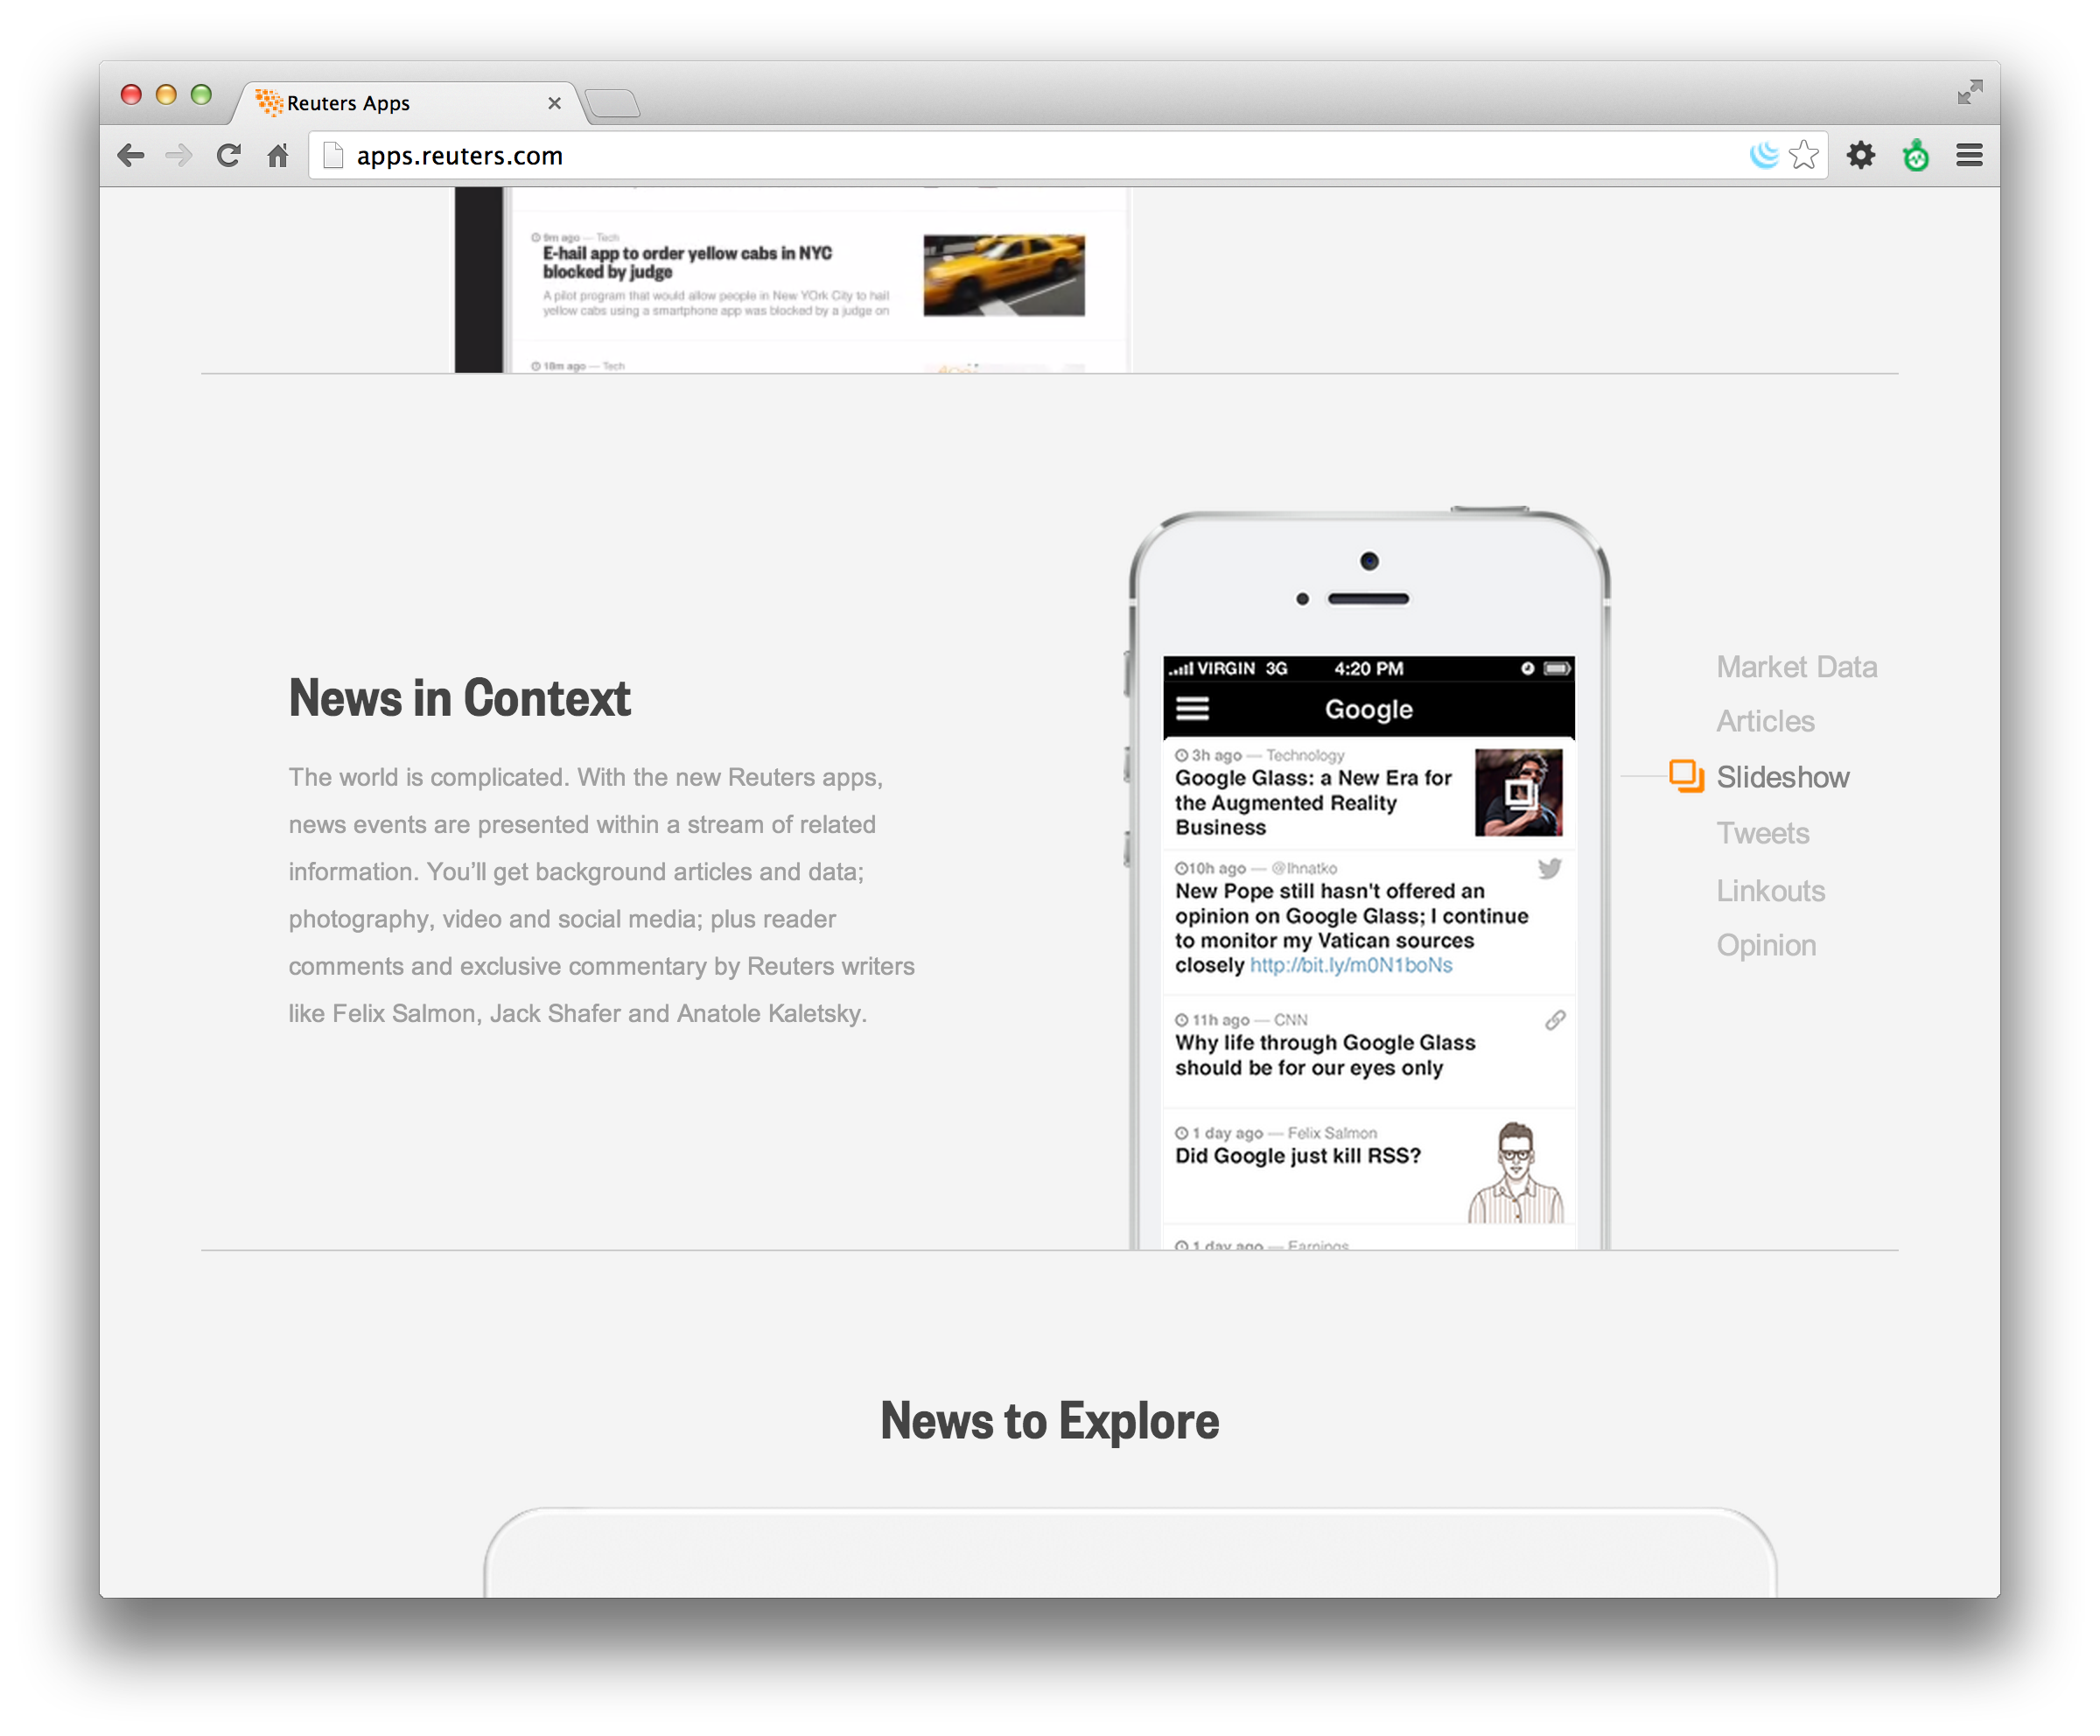 Reuters Apps
apps.reuters.com
9m ago — Tech
E-hail app to order yellow cabs in NYC
blocked by judge
A pilot program that would allow people in New YOrk City to hail
yellow cabs using a smartphone app was blocked by a judge on
18m ago — Tech
News in Context
The world is complicated. With the new Reuters apps,
news events are presented within a stream of related
information. You’ll get background articles and data;
photography, video and social media; plus reader
comments and exclusive commentary by Reuters writers
like Felix Salmon, Jack Shafer and Anatole Kaletsky.
VIRGIN 3G 4:20 PM
Google
3h ago — Technology
Google Glass: a New Era for
the Augmented Reality
Business
10h ago — @Ihnatko
New Pope still hasn't offered an
opinion on Google Glass; I continue
to monitor my Vatican sources
closely http://bit.ly/m0N1boNs
11h ago — CNN
Why life through Google Glass
should be for our eyes only
1 day ago — Felix Salmon
Did Google just kill RSS?
1 day ago — Earnings
Market Data
Articles
Slideshow
Tweets
Linkouts
Opinion
News to Explore